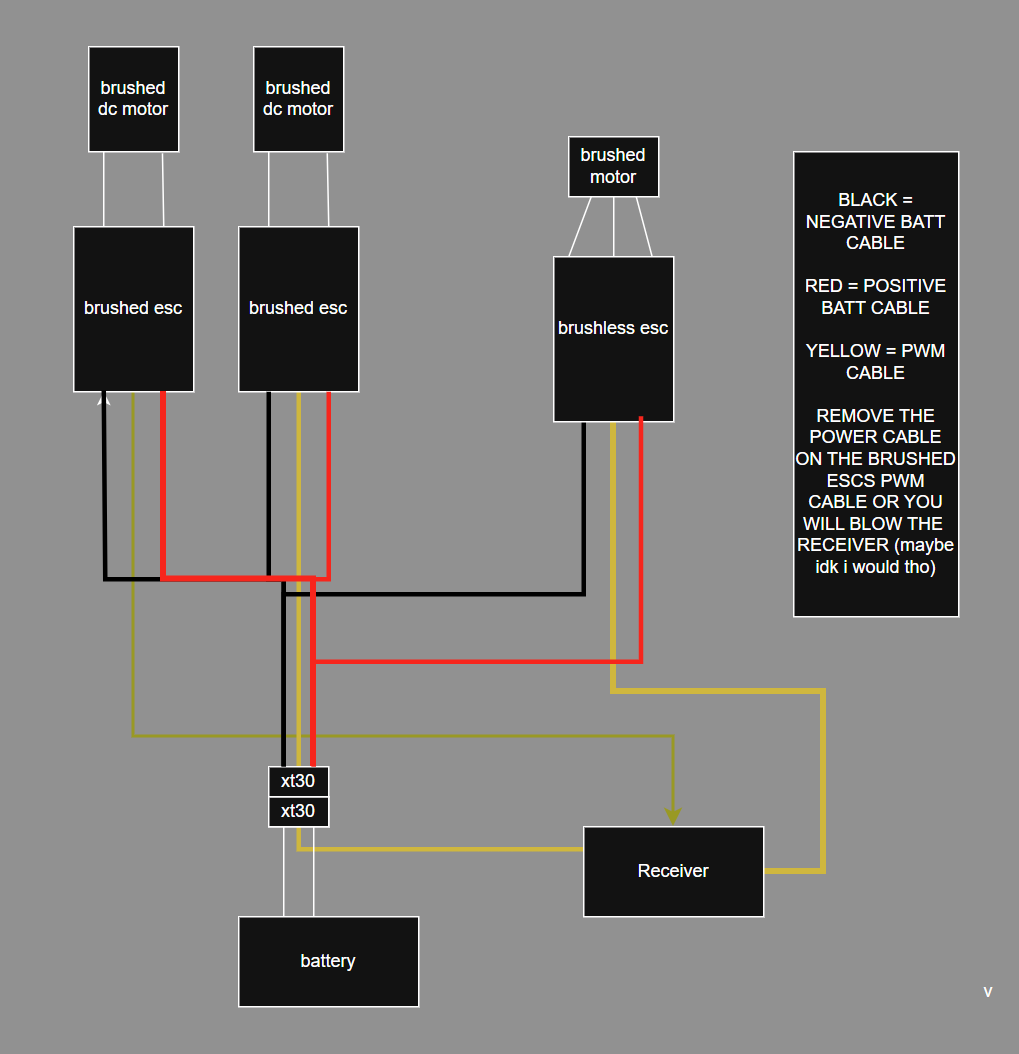 brushed
dc motor
brushed
dc motor
brushed
motor
brushed esc
brushed esc
brushless esc
BLACK =
NEGATIVE BATT
CABLE
RED = POSITIVE
BATT CABLE
YELLOW = PWM
CABLE
REMOVE THE
POWER CABLE
ON THE BRUSHED
ESCS PWM
CABLE OR YOU
WILL BLOW THE
RECEIVER (maybe
idk i would tho)
xt30
xt30
Receiver
battery
v